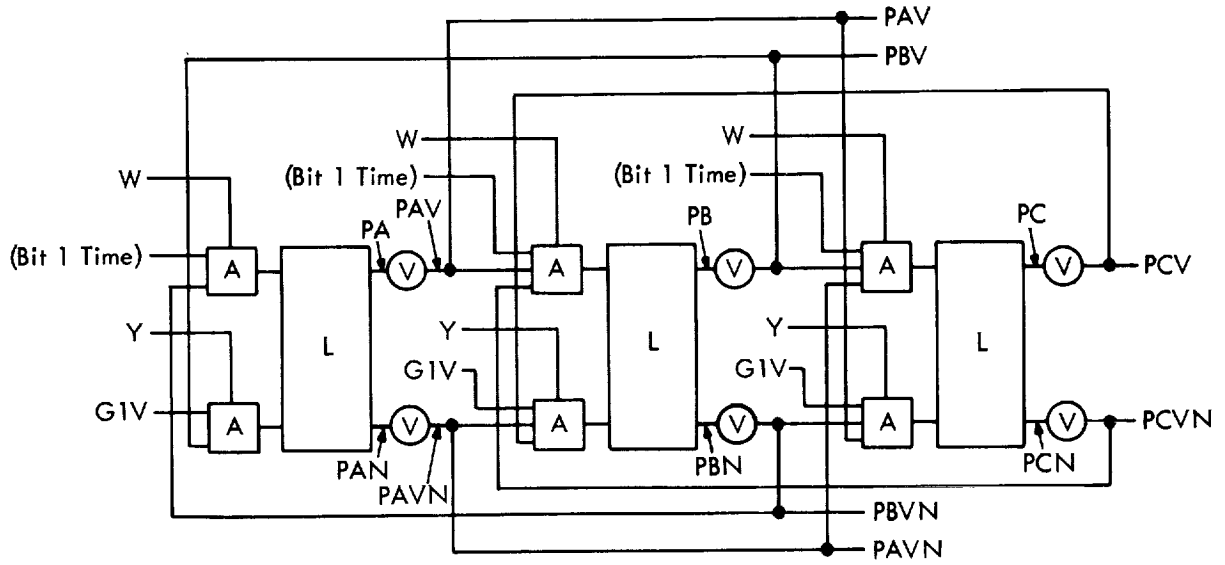 PAV
PBV
W
W
W
(Bit 1 Time)
(Bit 1 Time)
PAV
PA
PB
PC
(Bit 1 Time)
A
V
A
V
A
V
PCV
Y
Y
Y
L
L
L
G1V
G1V
G1V
A
V
A
V
A
V
PCVN
PAN
PBN
PCN
PAVN
PBVN
PAVN